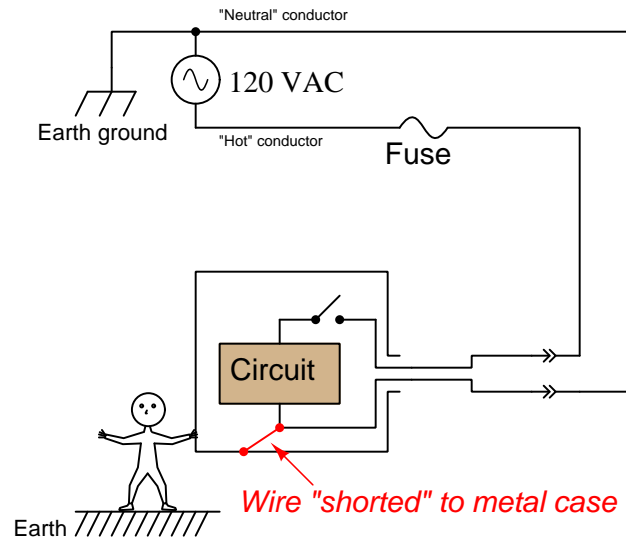 "Neutral" conductor
120 VAC
Earth ground
"Hot" conductor
Fuse
Circuit
Wire "shorted" to metal case
Earth